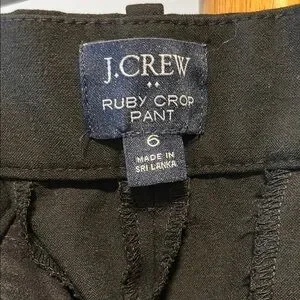 J.CREW
RUBY CROP
PANT
6
MADE IN
SRI LANKA